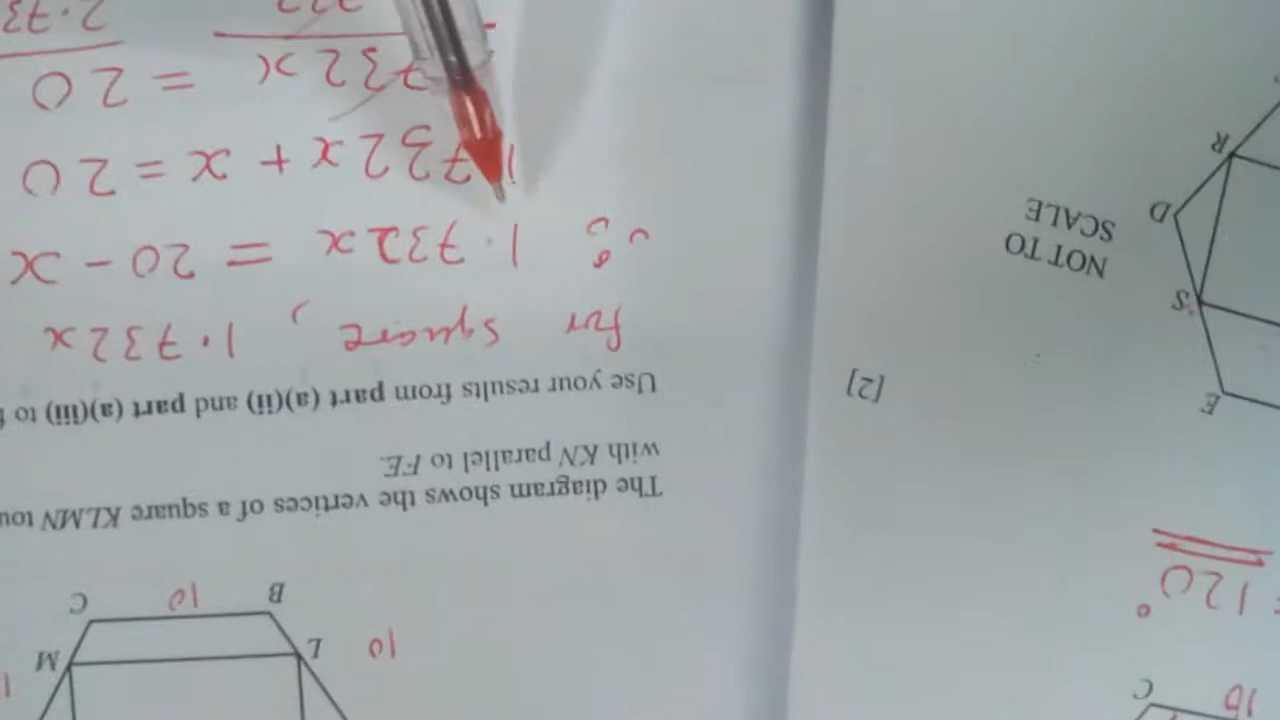 10
C
120°
E
S
D
R
NOT TO
SCALE
[2]
M
L
10
C
10
B
The diagram shows the vertices of a square KLMN
with KN parallel to FE.
Use your results from part (a)(ii) and part (a)(iii) to
for square, 1.732x
1.732x = 20 - x
1.732x + x = 20
732x = 20
2.73